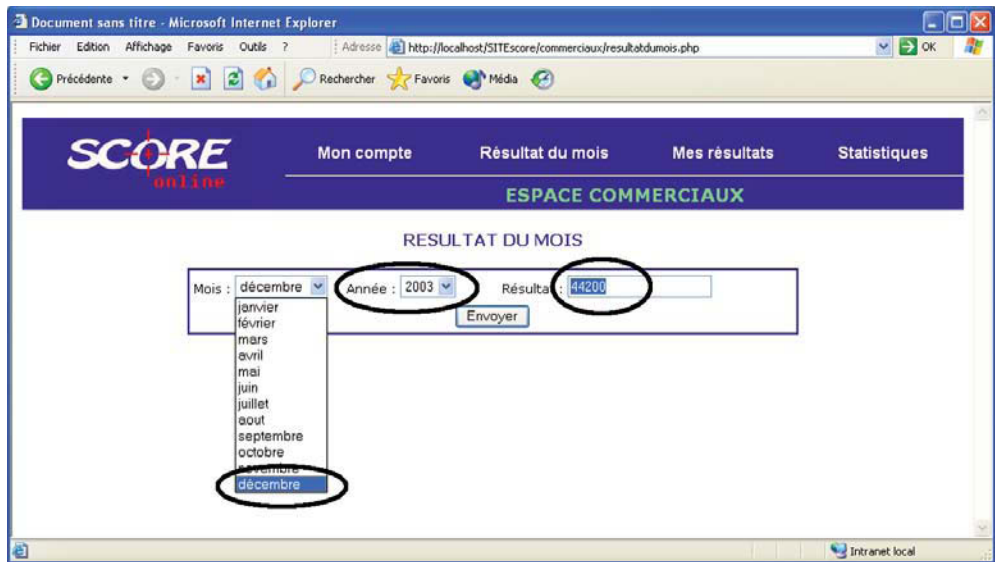 Document sans titre - Microsoft Internet Explorer
Fichier Edition Affichage Favoris Outils ? Adresse http://localhost/SITEscore/commerciaux/resultatdumois.php OK
Précédente Rechercher Favoris Média
SCORE online
Mon compte Résultat du mois Mes résultats Statistiques
ESPACE COMMERCIAUX
RESULTAT DU MOIS
Mois : décembre Année : 2003 Résultat : 44200
Envoyer
janvier
février
mars
avril
mai
juin
juillet
aout
septembre
octobre
novembre
décembre
Intranet local